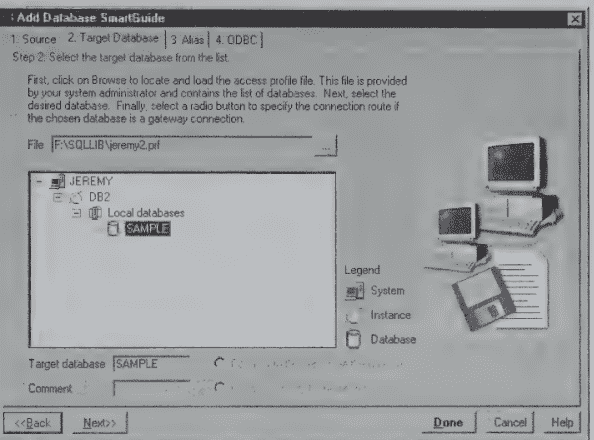 Add Database SmartGuide
1. Source 2. Target Database 3 Alias 4. ODBC
Step 2: Select the target database from the list.
First, click on Browse to locate and load the access profile file. This file is provided
by your system administrator and contains the list of databases. Next, select the
desired database. Finally, select a radio button to specify the connection route if
the chosen database is a gateway connection.
File F:\SQLLIB\jeremy2.prf ...
JEREMY
DB2
Local databases
SAMPLE
Legend
System
Instance
Database
Target database SAMPLE
Comment
<<Back Next>> Done Cancel Help